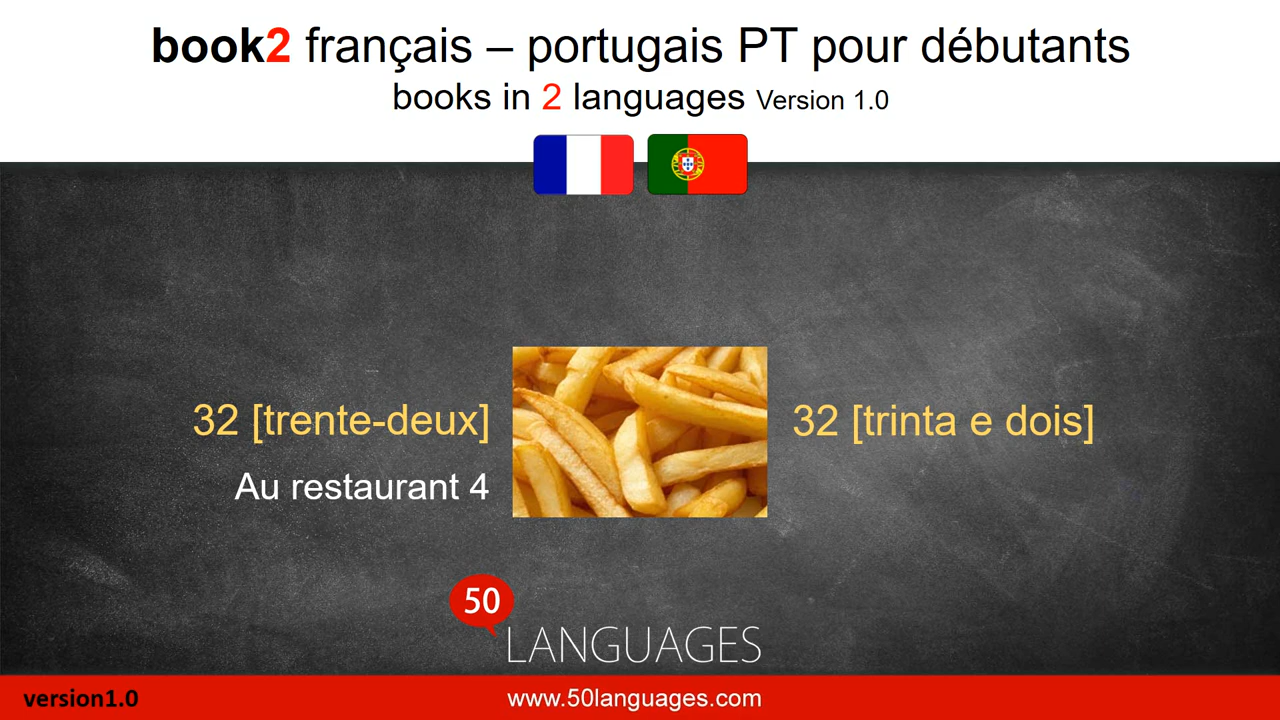 book2 français – portugais PT pour débutants
books in 2 languages Version 1.0
32 [trente-deux]
32 [trinta e dois]
Au restaurant 4
50
LANGUAGES
version1.0
www.50languages.com